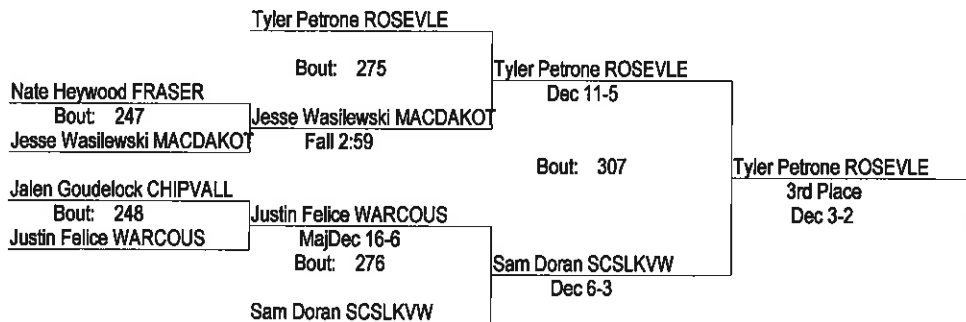 Tyler Petrone ROSEVLE
Bout: 275
Tyler Petrone ROSEVLE
Dec 11-5
Nate Heywood FRASER
Bout: 247
Jesse Wasilewski MACDAKOT
Jesse Wasilewski MACDAKOT
Fall 2:59
Bout: 307
Tyler Petrone ROSEVLE
3rd Place
Dec 3-2
Jalen Goudelock CHIPVALL
Bout: 248
Justin Felice WARCOUS
Justin Felice WARCOUS
MajDec 16-6
Bout: 276
Sam Doran SCSLKVW
Dec 6-3
Sam Doran SCSLKVW